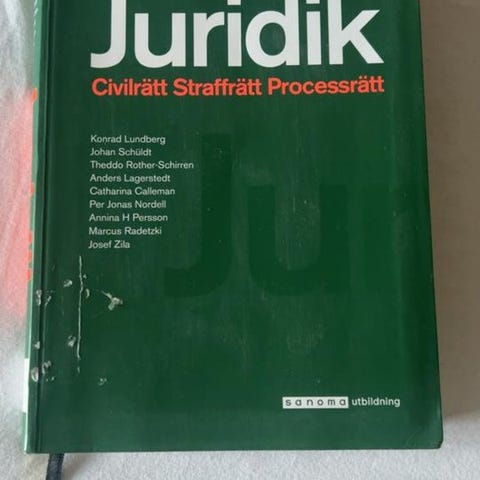 Juridik
Civilrätt Straffrätt Processrätt
Konrad Lundberg
Johan Schüldt
Theddo Rother-Schirren
Anders Lagerstedt
Catharina Calleman
Per Jonas Nordell
Annina H Persson
Marcus Radetzki
Josef Zila
Ju
sanoma utbildning